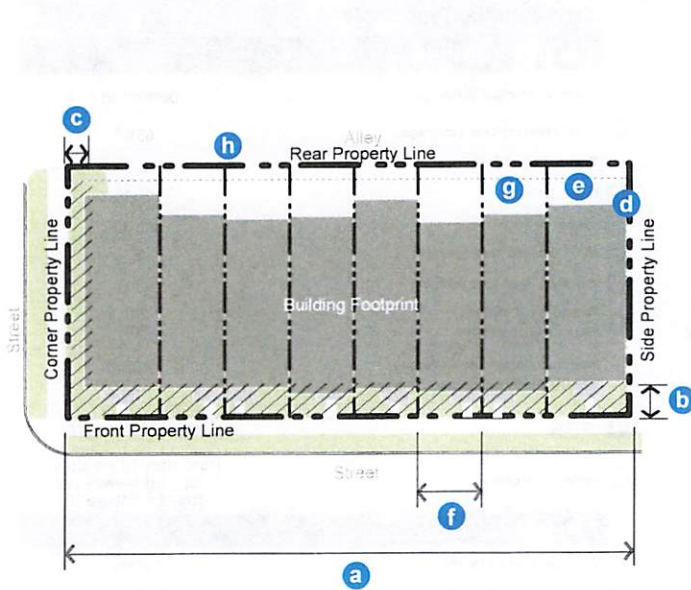 c
Alley
h
Rear Property Line
g
e
d
Corner Property Line
Side Property Line
Street
Building Footprint
b
Front Property Line
Street
f
a